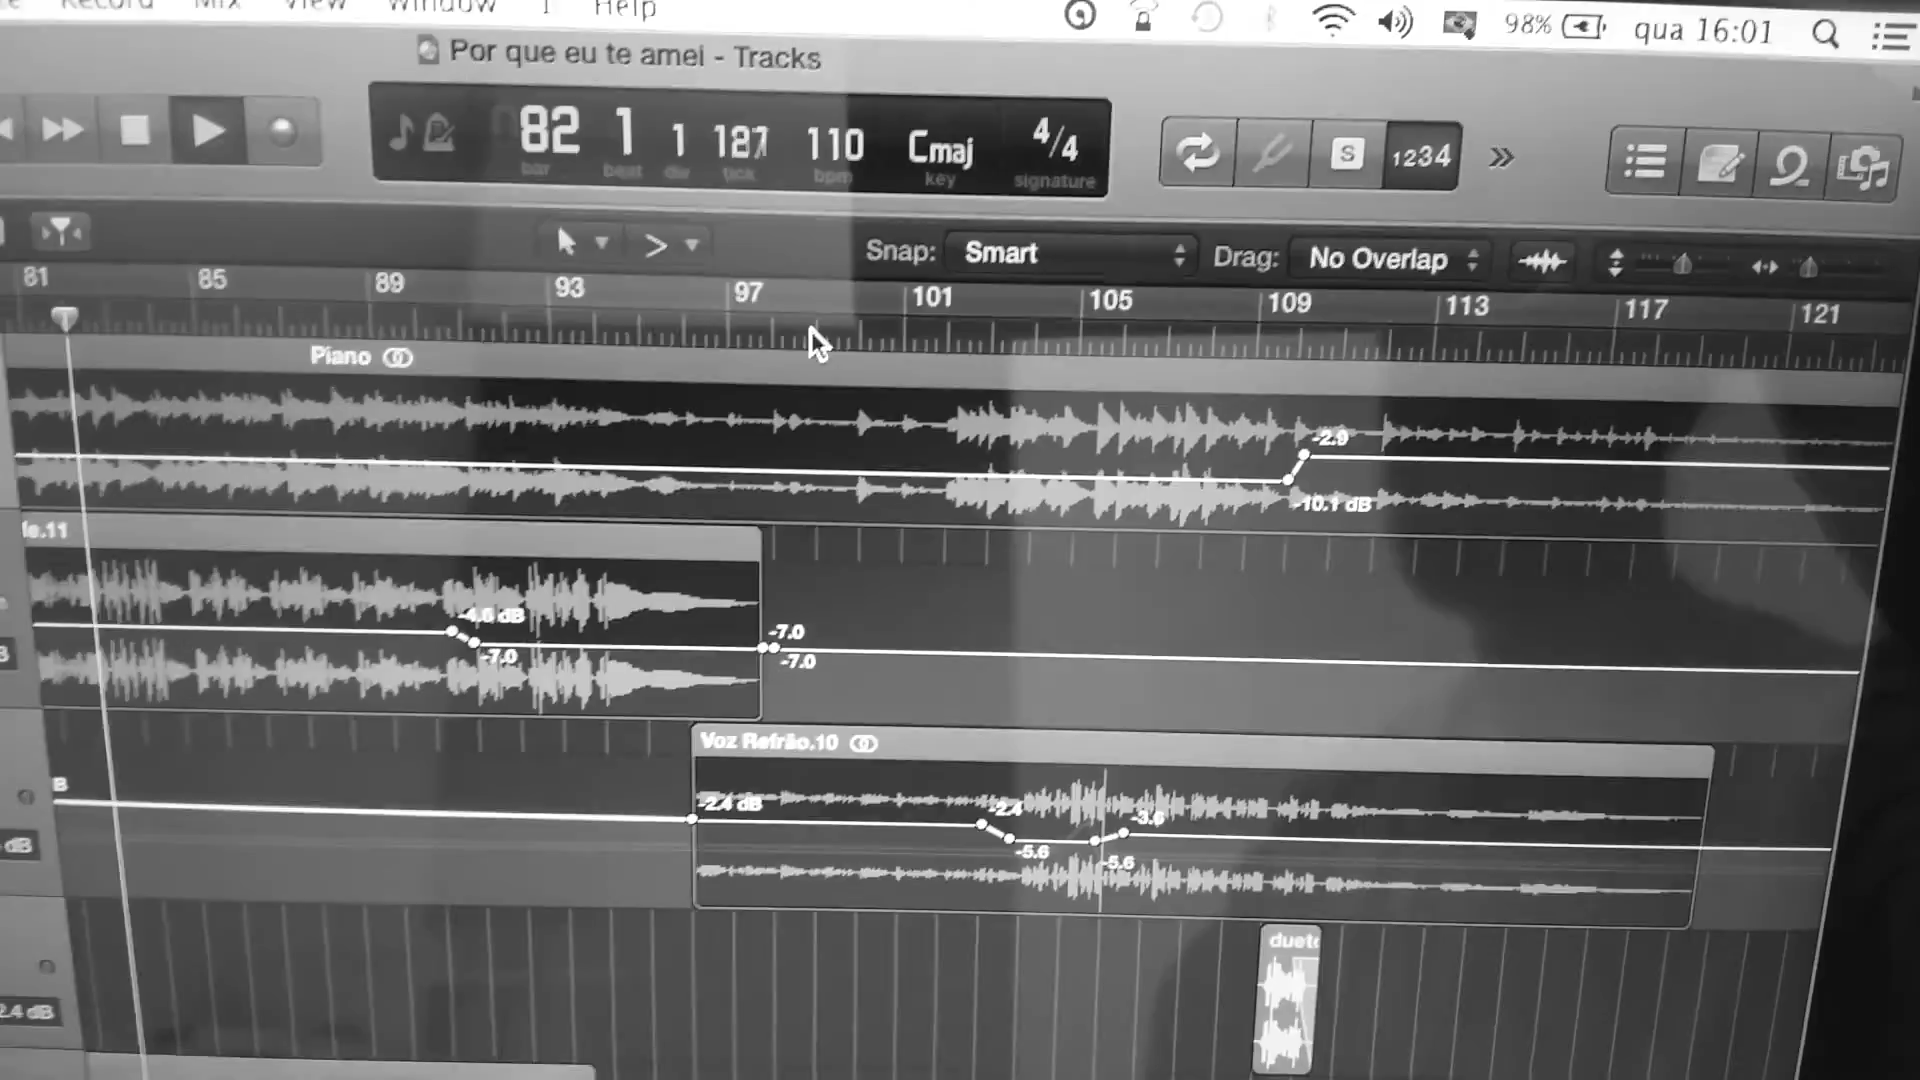 Record Mix View Window 1 Help
98% qua 16:01
Por que eu te amei - Tracks
82 1 1 187 110 Cmaj 4/4
bar beat div tick bpm key signature
S 1234
Snap: Smart Drag: No Overlap
81 85 89 93 97 101 105 109 113 117 121
Piano
-2.9
-10.1 dB
.11
-4.6 dB
-7.0
-7.0
-7.0
Voz Refrão.10
B
-2.4 dB
-2.4
-3.6
-5.6
-5.6
dB
dueto
2.4 dB